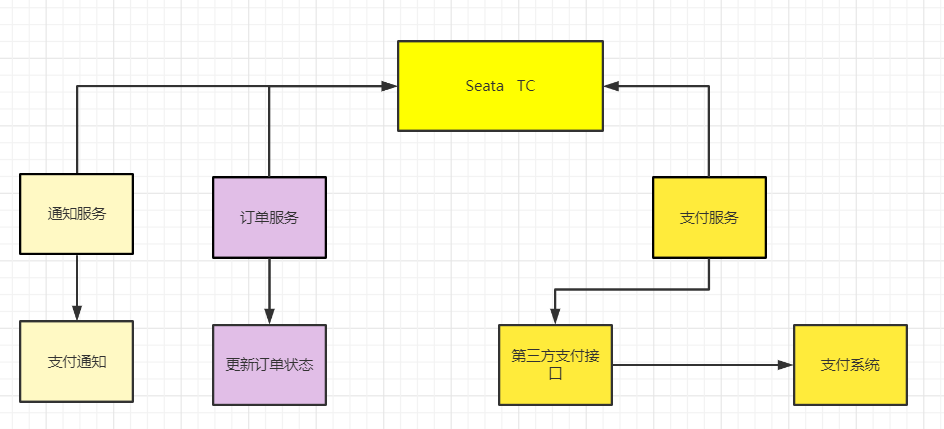 Seata TC
通知服务
订单服务
支付服务
支付通知
更新订单状态
第三方支付接
口
支付系统